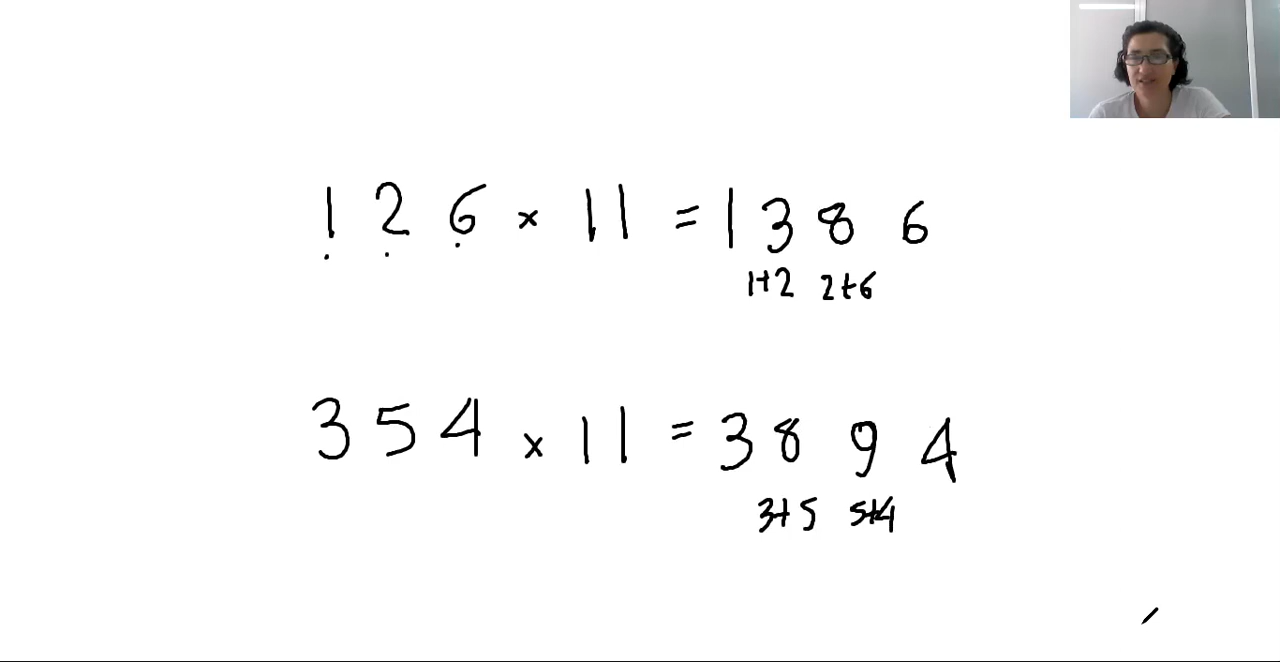 126 × 11 = 1386
1+2 2+6
354 × 11 = 3894
3+5 5+4